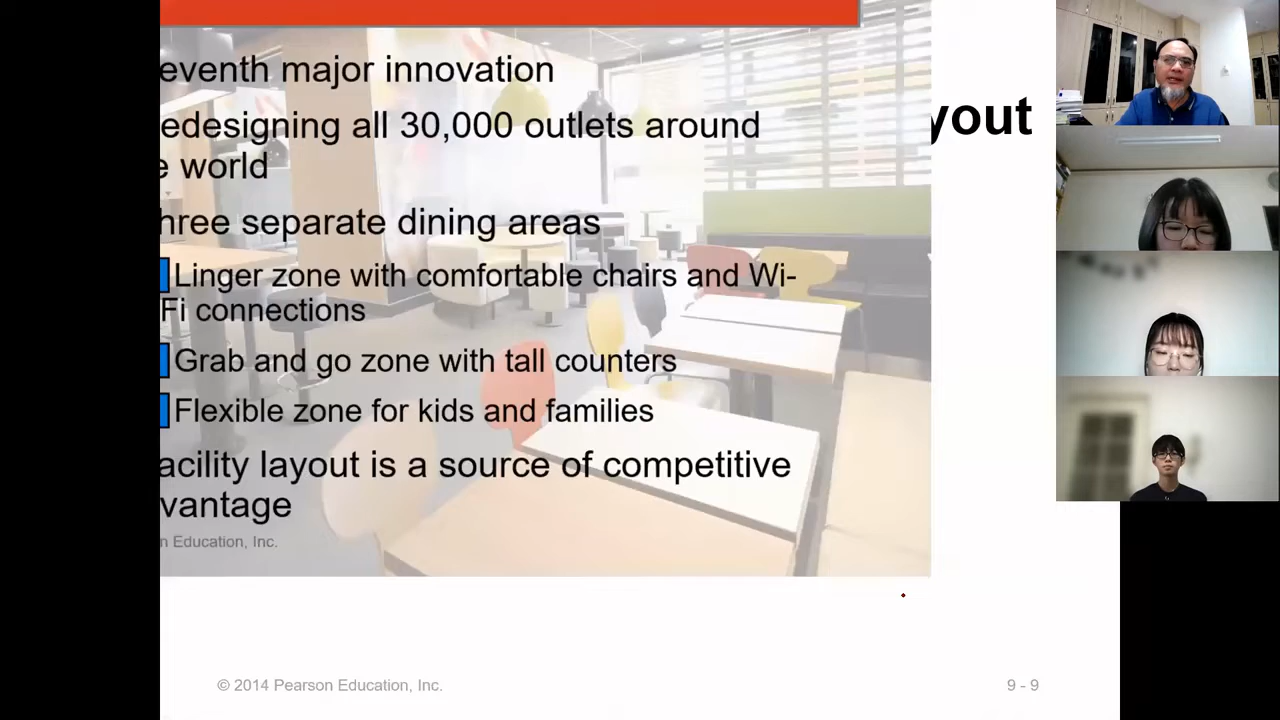 yout
eventh major innovation
edesigning all 30,000 outlets around
e world
hree separate dining areas
Linger zone with comfortable chairs and Wi-
Fi connections
Grab and go zone with tall counters
Flexible zone for kids and families
acility layout is a source of competitive
vantage
n Education, Inc.
© 2014 Pearson Education, Inc.
9 - 9